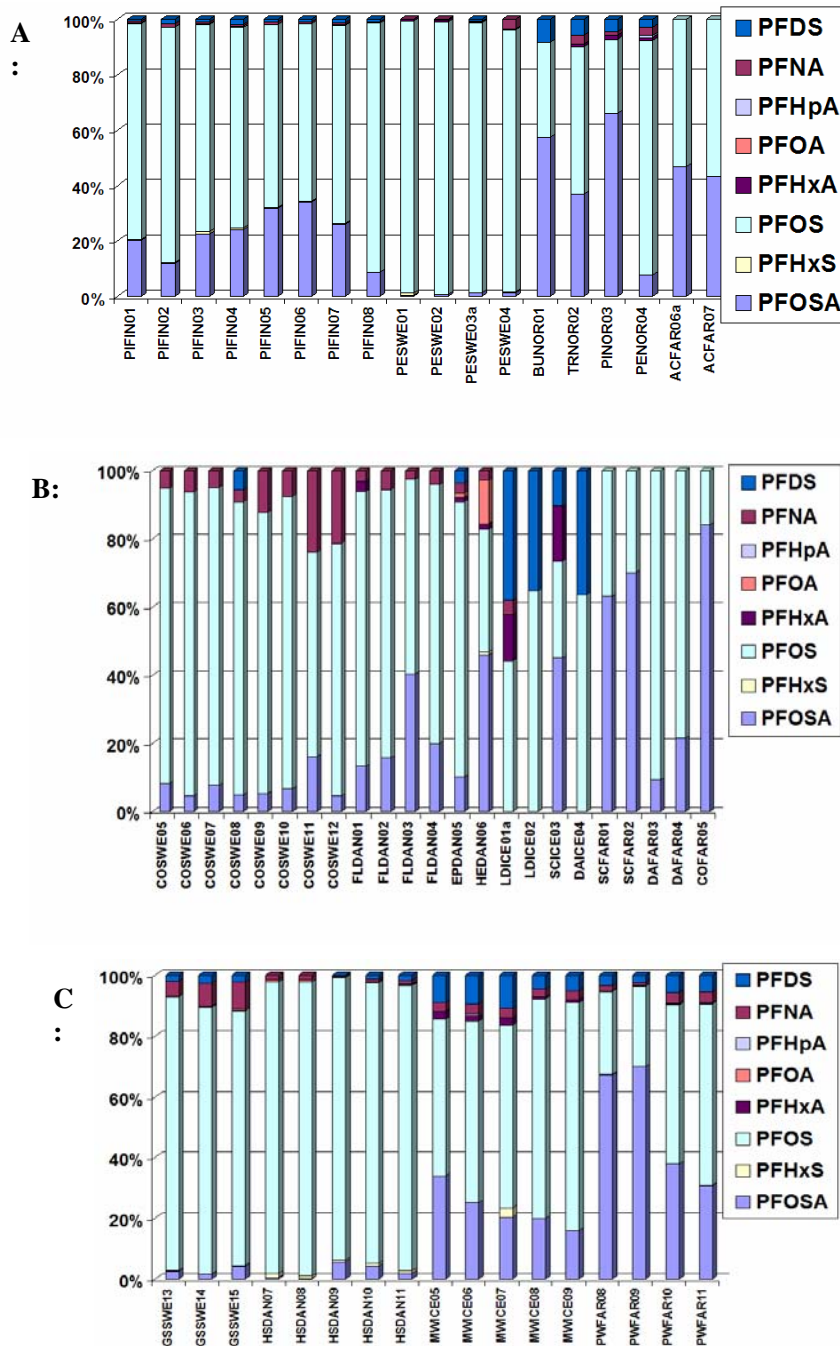 A
:
100%
80%
60%
40%
20%
0%
PIFIN01
PIFIN02
PIFIN03
PIFIN04
PIFIN05
PIFIN06
PIFIN07
PIFIN08
PESWE01
PESWE02
PESWE03a
PESWE04
BUNOR01
TRNOR02
PINOR03
PENOR04
ACFAR06a
ACFAR07
PFDS
PFNA
PFHpA
PFOA
PFHxA
PFOS
PFHxS
PFOSA
B:
100%
80%
60%
40%
20%
0%
COSWE05
COSWE06
COSWE07
COSWE08
COSWE09
COSWE10
COSWE11
COSWE12
FLDAN01
FLDAN02
FLDAN03
FLDAN04
EPDAN05
HEDAN06
LDICE01a
LDICE02
SCICE03
DAICE04
SCFAR01
SCFAR02
DAFAR03
DAFAR04
COFAR05
PFDS
PFNA
PFHpA
PFOA
PFHxA
PFOS
PFHxS
PFOSA
C
:
100%
80%
60%
40%
20%
0%
GSSWE13
GSSWE14
GSSWE15
HSDAN07
HSDAN08
HSDAN09
HSDAN10
HSDAN11
MWICE05
MWICE06
MWICE07
MWICE08
MWICE09
PWFAR08
PWFAR09
PWFAR10
PWFAR11
PFDS
PFNA
PFHpA
PFOA
PFHxA
PFOS
PFHxS
PFOSA